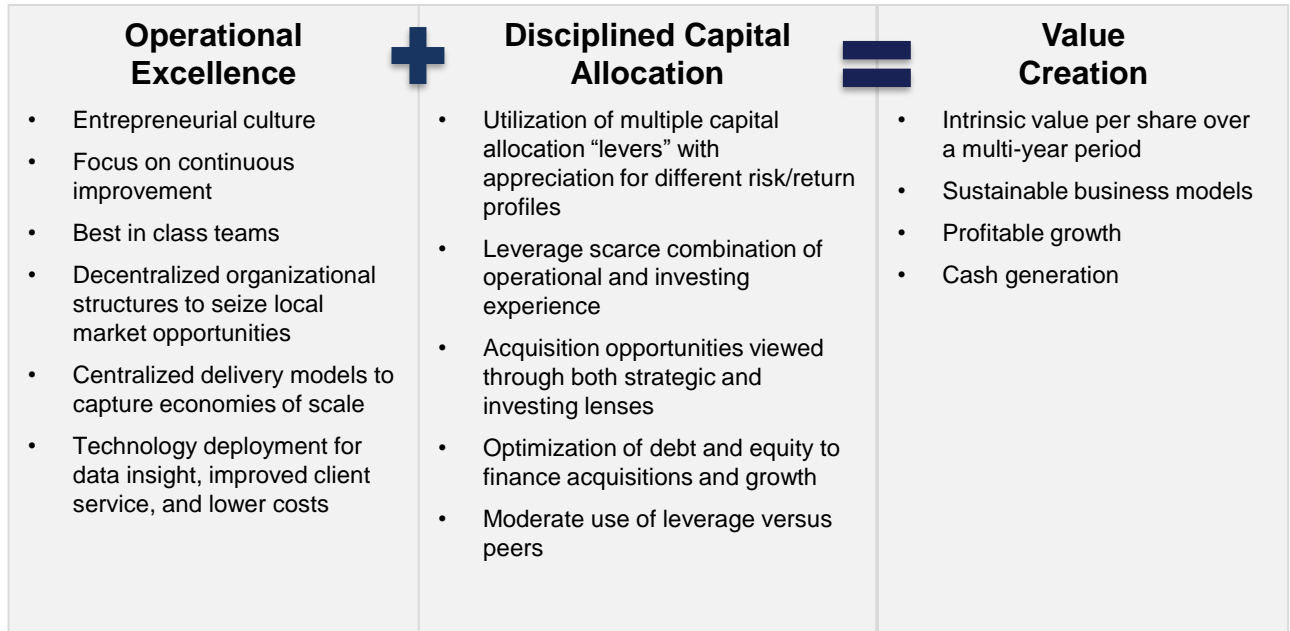 Operational
Excellence
• Entrepreneurial culture
• Focus on continuous
improvement
• Best in class teams
• Decentralized organizational
structures to seize local
market opportunities
• Centralized delivery models to
capture economies of scale
• Technology deployment for
data insight, improved client
service, and lower costs
Disciplined Capital
Allocation
• Utilization of multiple capital
allocation “levers” with
appreciation for different risk/return
profiles
• Leverage scarce combination of
operational and investing
experience
• Acquisition opportunities viewed
through both strategic and
investing lenses
• Optimization of debt and equity to
finance acquisitions and growth
• Moderate use of leverage versus
peers
Value
Creation
• Intrinsic value per share over
a multi-year period
• Sustainable business models
• Profitable growth
• Cash generation